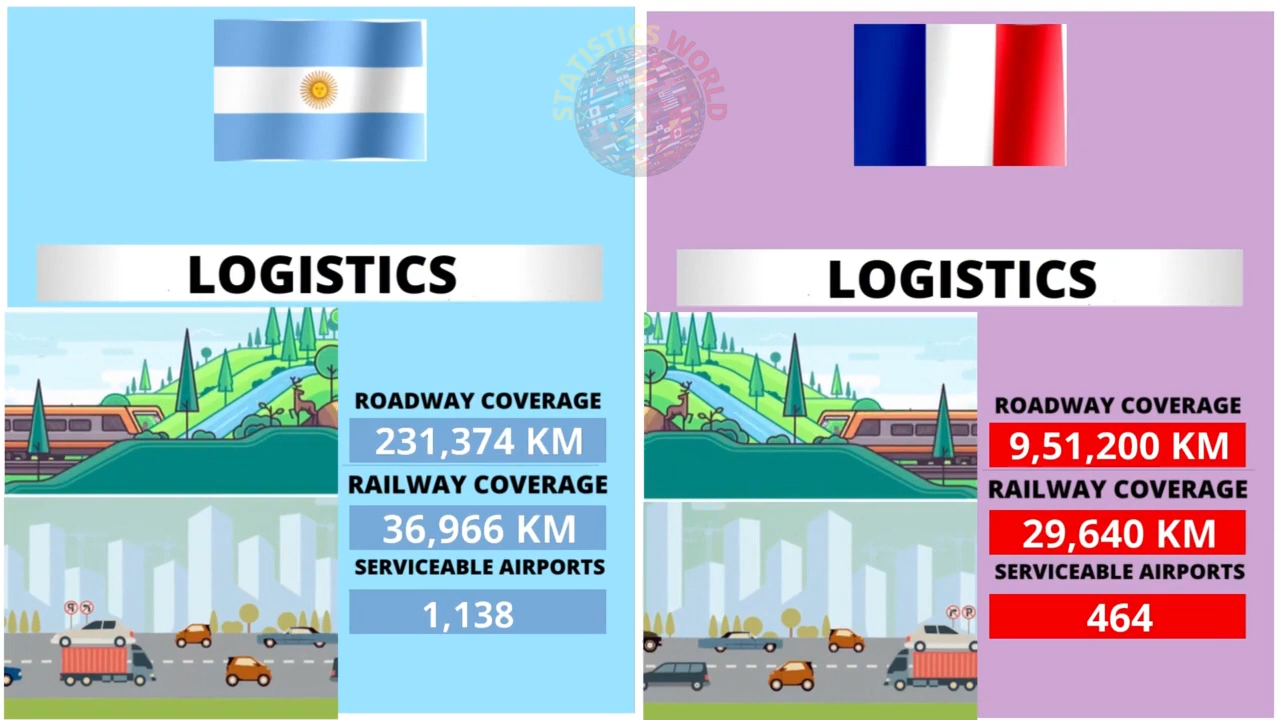 STATISTICS WORLD
LOGISTICS
ROADWAY COVERAGE
231,374 KM
RAILWAY COVERAGE
36,966 KM
SERVICEABLE AIRPORTS
1,138
LOGISTICS
ROADWAY COVERAGE
9,51,200 KM
RAILWAY COVERAGE
29,640 KM
SERVICEABLE AIRPORTS
464